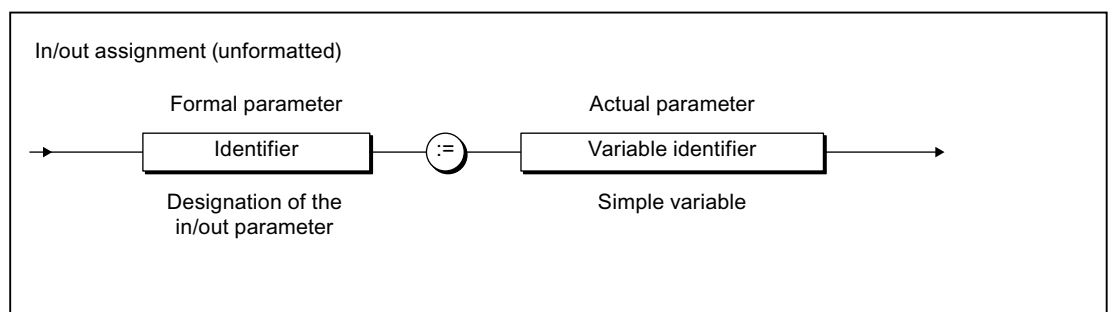 In/out assignment (unformatted)
Formal parameter
Actual parameter
Identifier
:=
Variable identifier
Designation of the
in/out parameter
Simple variable